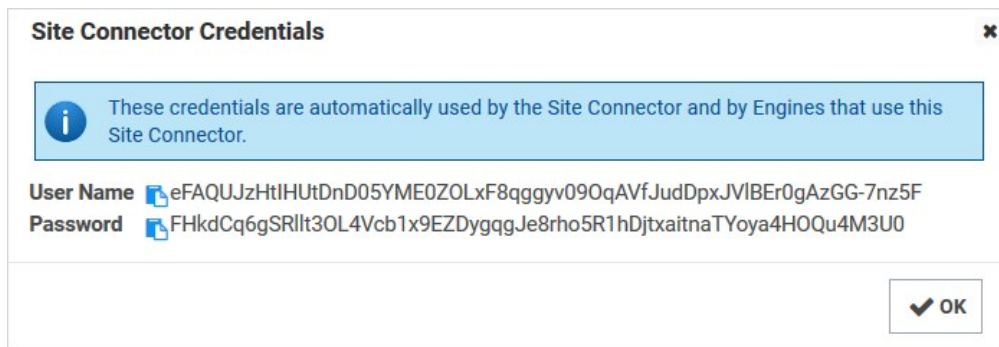 Site Connector Credentials
These credentials are automatically used by the Site Connector and by Engines that use this
Site Connector.
User Name eFAQUJzHtIHUtDnD05YME0ZOLxF8qggyv09OqAVfJudDpxJVlBEr0gAzGG-7nz5F
Password FHkdCq6gSRllt3OL4Vcb1x9EZDygqgJe8rho5R1hDjtxaitnaTYoya4HOQu4M3U0
OK